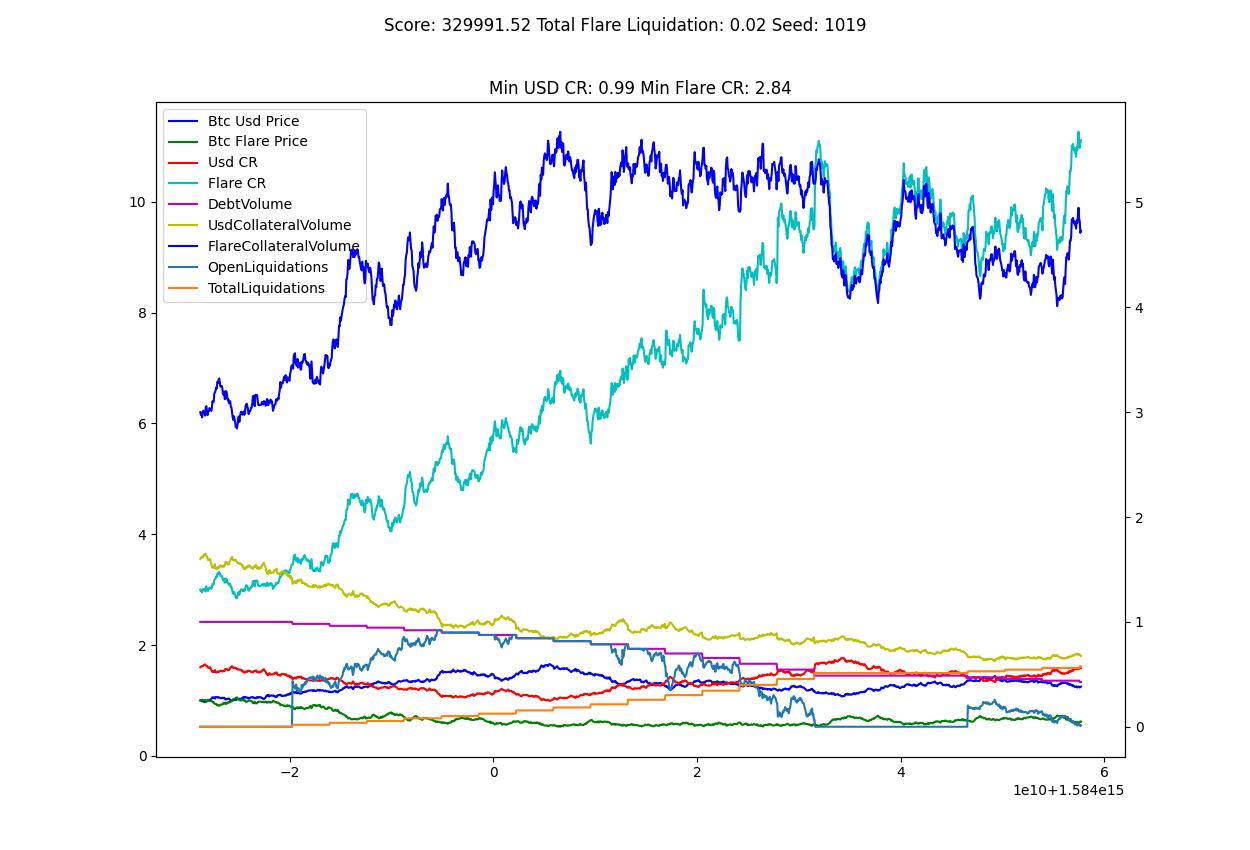 Score: 329991.52 Total Flare Liquidation: 0.02 Seed: 1019
Min USD CR: 0.99 Min Flare CR: 2.84
Btc Usd Price
Btc Flare Price
Usd CR
Flare CR
DebtVolume
UsdCollateralVolume
FlareCollateralVolume
OpenLiquidations
TotalLiquidations
10
8
6
4
2
0
5
4
3
2
1
0
−2 0 2 4 6
1e10+1.584e15